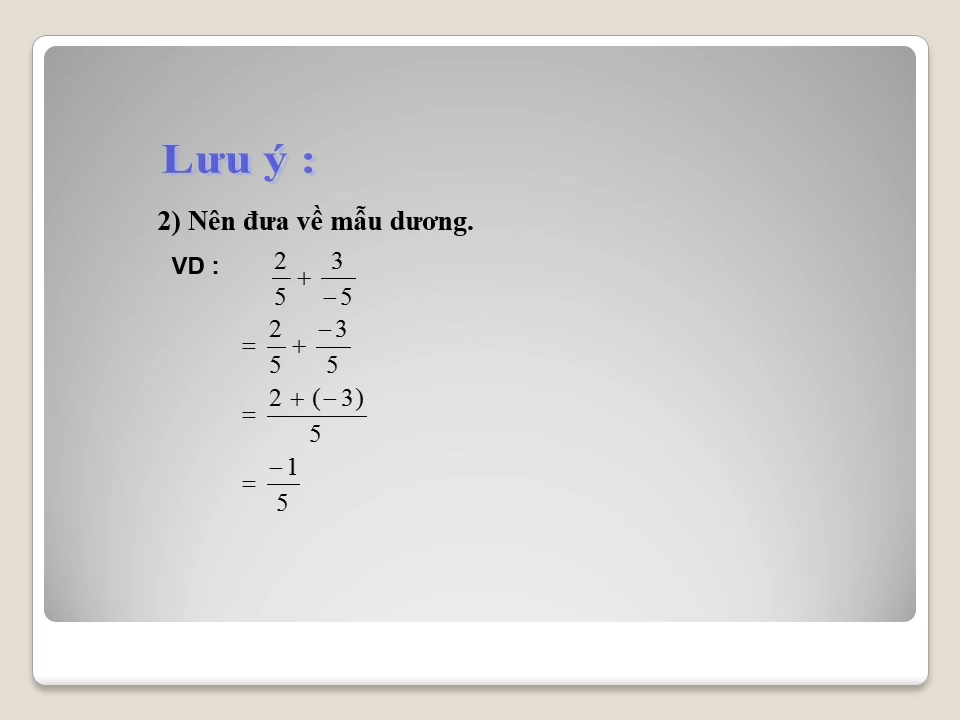 Lưu ý :
2) Nên đưa về mẫu dương.
VD : 2/5 + 3/−5
= 2/5 + −3/5
= 2 + (−3)/5
= −1/5